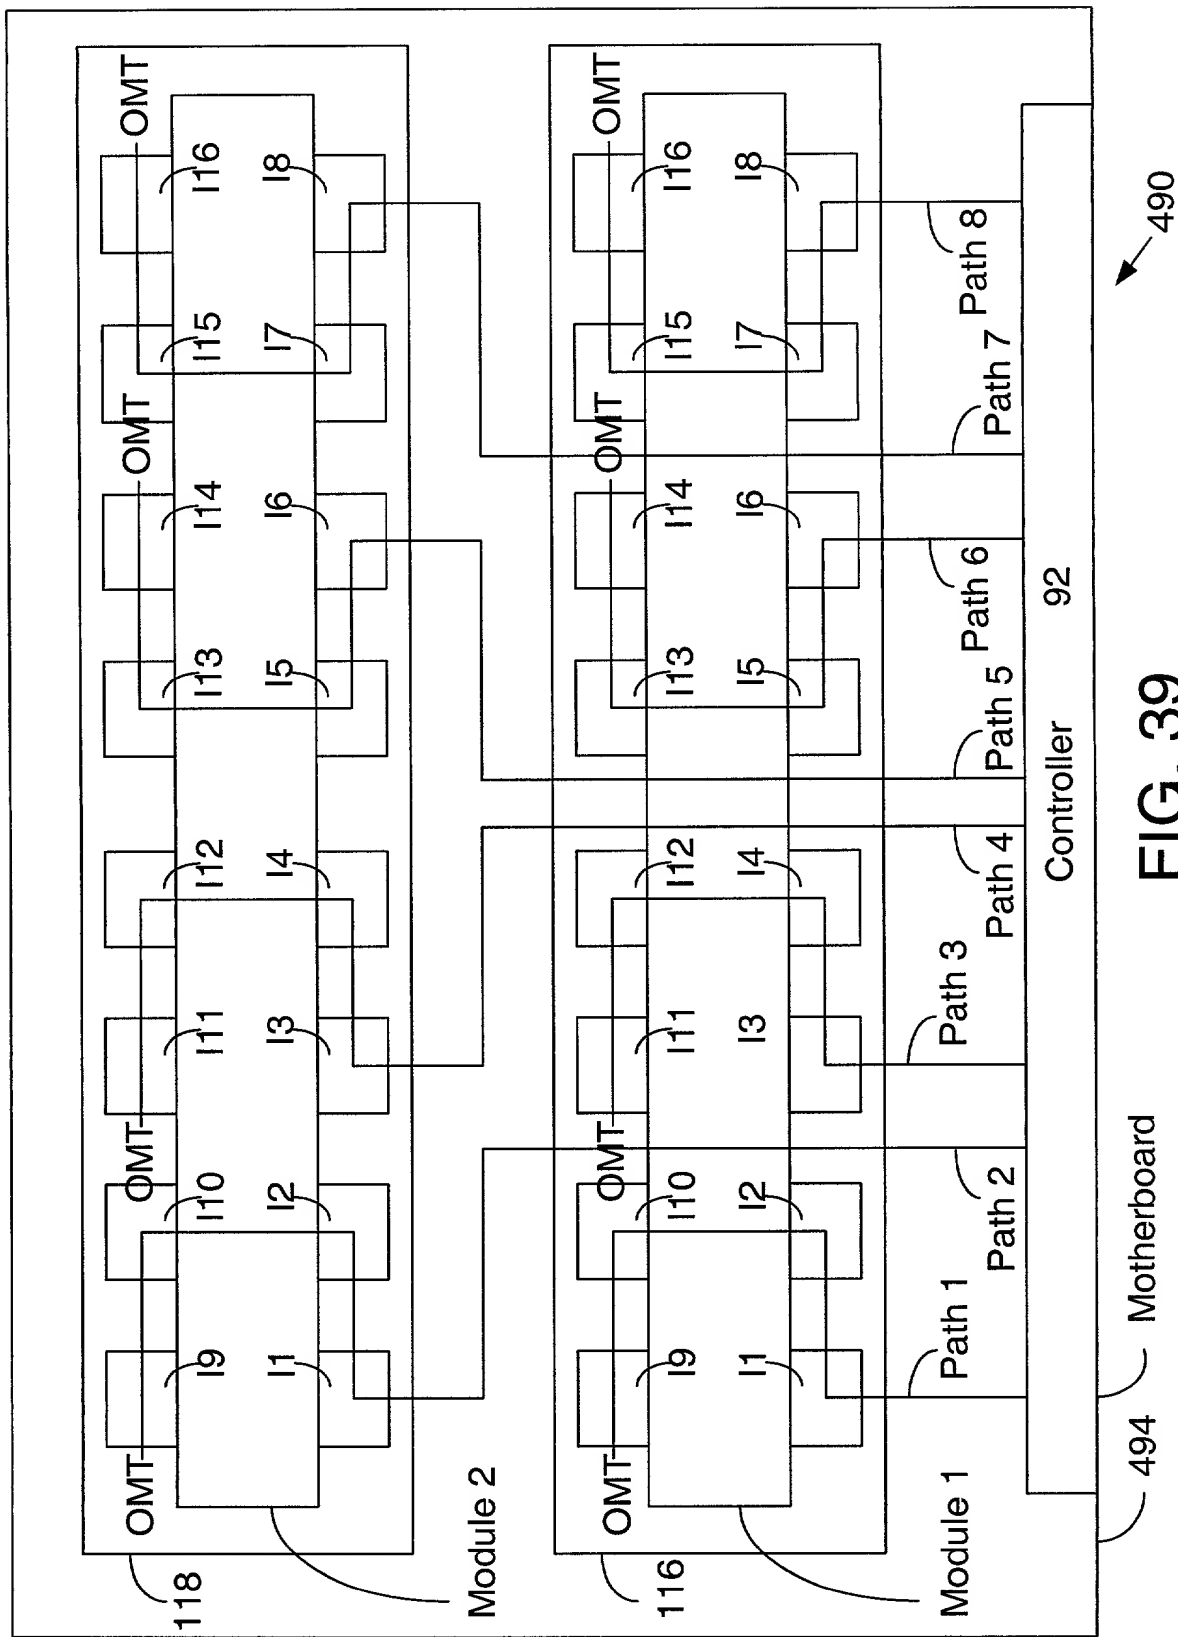 118
OMT
OMT
OMT
OMT
I9
I10
I11
I12
I13
I14
I15
I16
I1
I2
I3
I4
I5
I6
I7
I8
Module 2
116
OMT
OMT
OMT
OMT
I9
I10
I11
I12
I13
I14
I15
I16
I1
I2
I3
I4
I5
I6
I7
I8
Module 1
Path 1
Path 2
Path 3
Path 4
Path 5
Path 6
Path 7
Path 8
Controller 92
494
Motherboard
490
FIG. 39